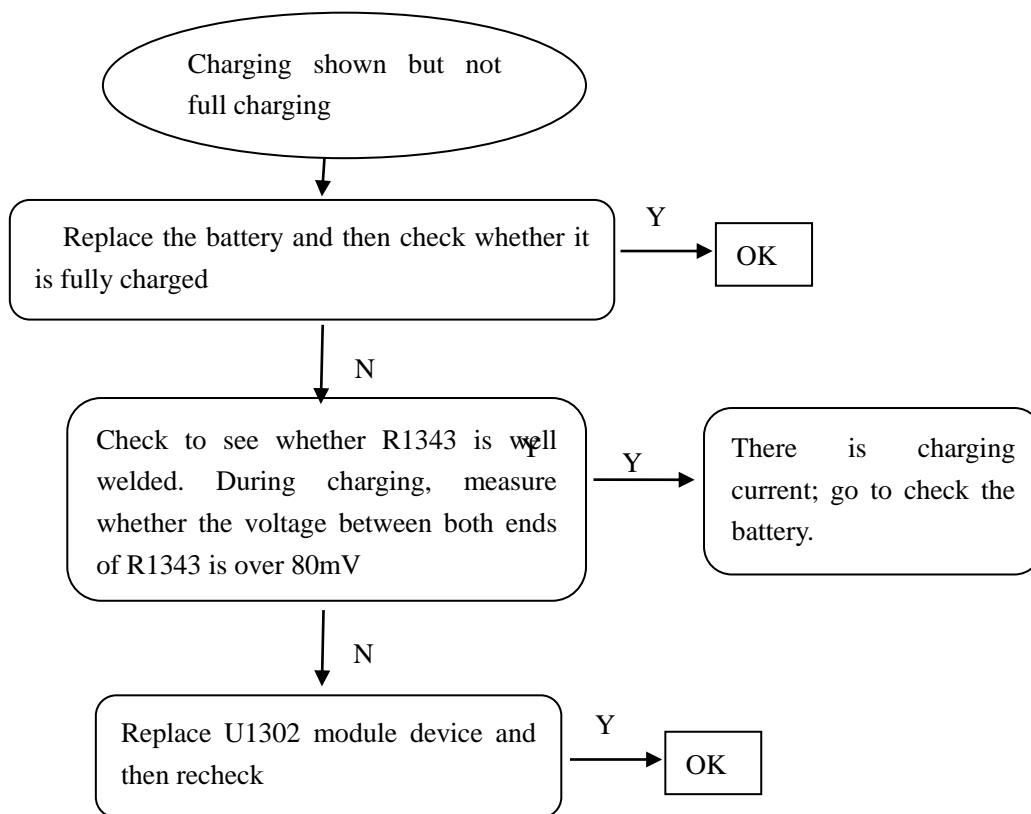 Charging shown but not
full charging
Replace the battery and then check whether it
is fully charged
Y
OK
N
Check to see whether R1343 is well
welded. During charging, measure
whether the voltage between both ends
of R1343 is over 80mV
Y
Y
There is charging
current; go to check the
battery.
N
Replace U1302 module device and
then recheck
Y
OK